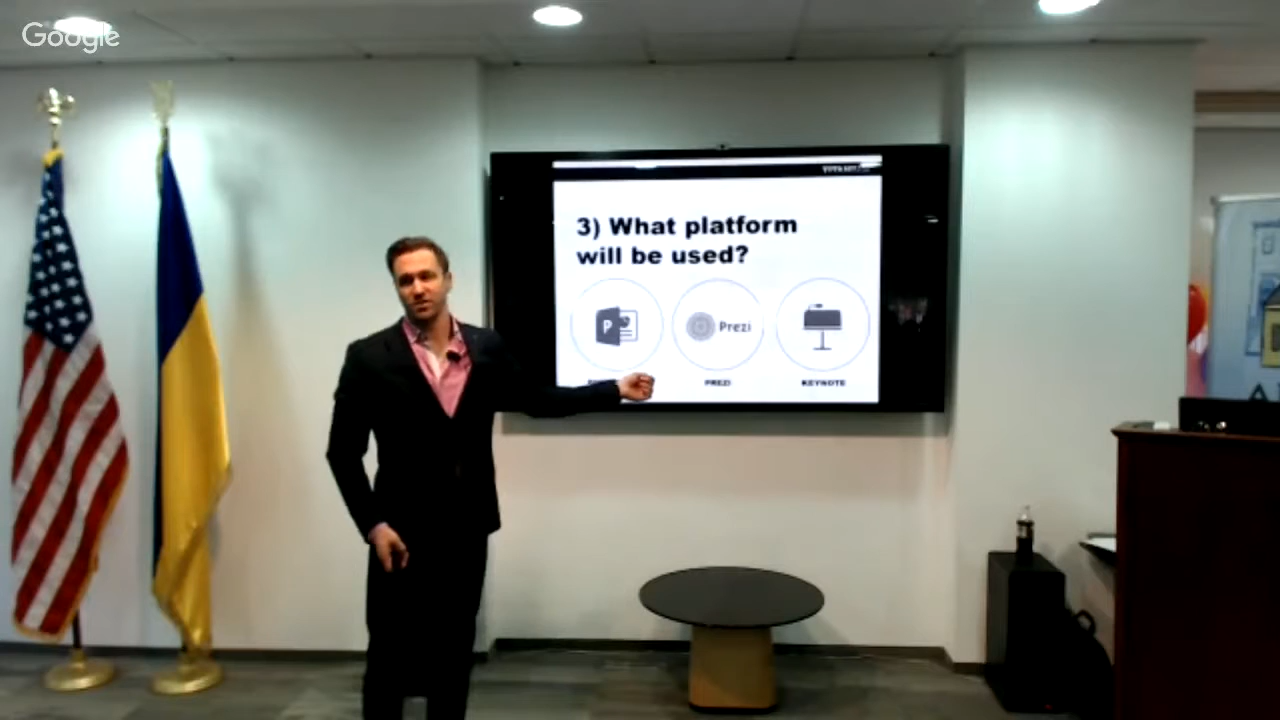 Google
3) What platform
will be used?
P
Prezi
PREZI
KEYNOTE